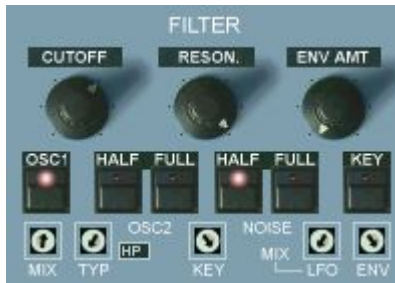 FILTER
CUTOFF RESON. ENV AMT
OSC1 HALF FULL HALF FULL KEY
OSC2 NOISE
HP MIX
MIX TYP KEY LFO ENV